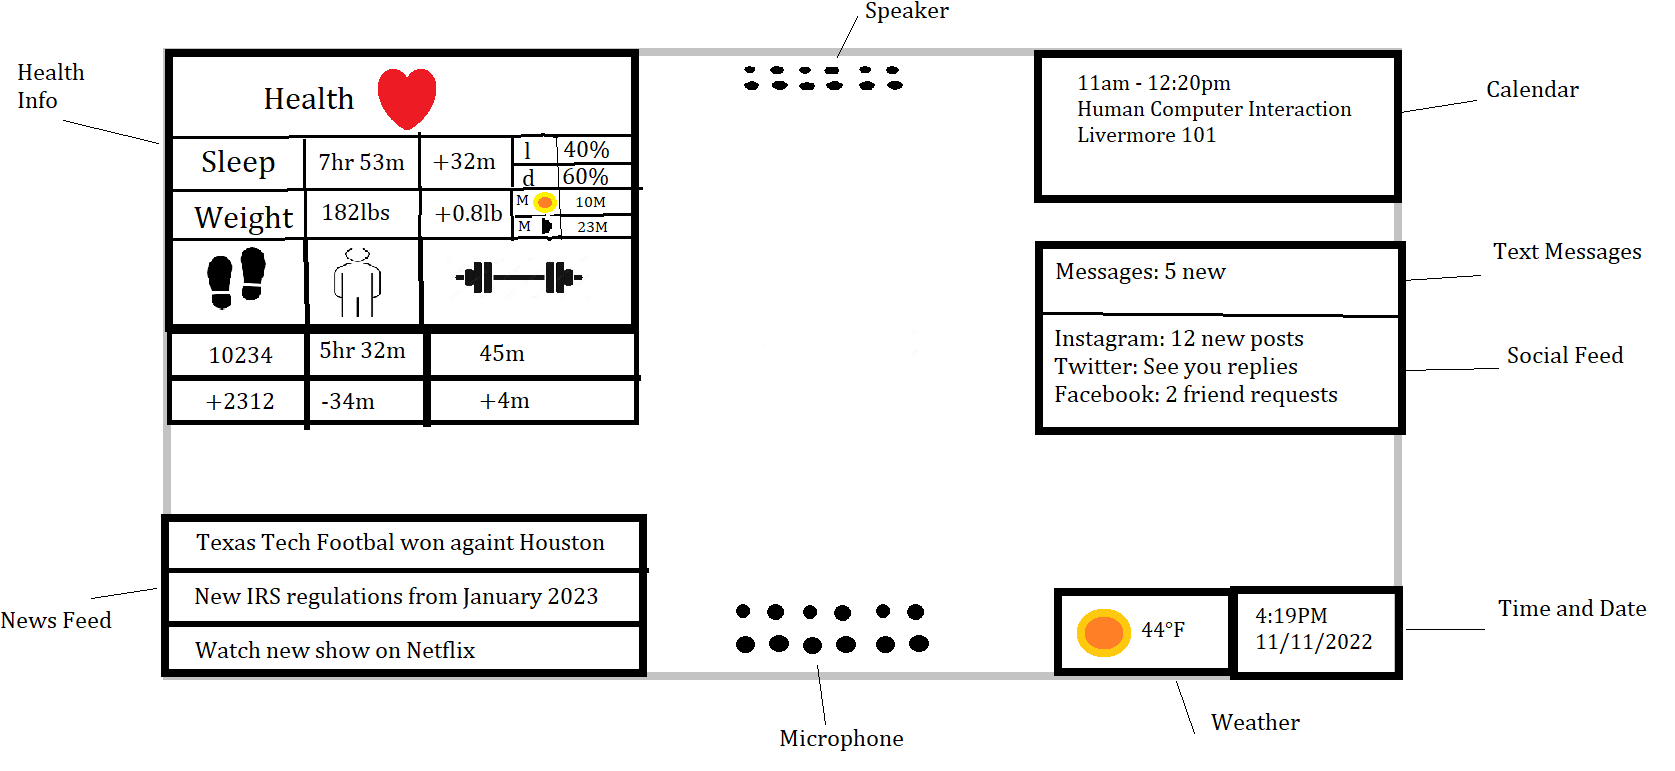 Speaker
Health
Info
Health
Sleep 7hr 53m +32m l 40%
d 60%
Weight 182lbs +0.8lb M 10M
M 23M
10234 5hr 32m 45m
+2312 -34m +4m
11am - 12:20pm
Human Computer Interaction
Livermore 101
Calendar
Messages: 5 new
Text Messages
Instagram: 12 new posts
Twitter: See you replies
Facebook: 2 friend requests
Social Feed
Texas Tech Footbal won againt Houston
New IRS regulations from January 2023
Watch new show on Netflix
News Feed
Microphone
44°F
4:19PM
11/11/2022
Time and Date
Weather